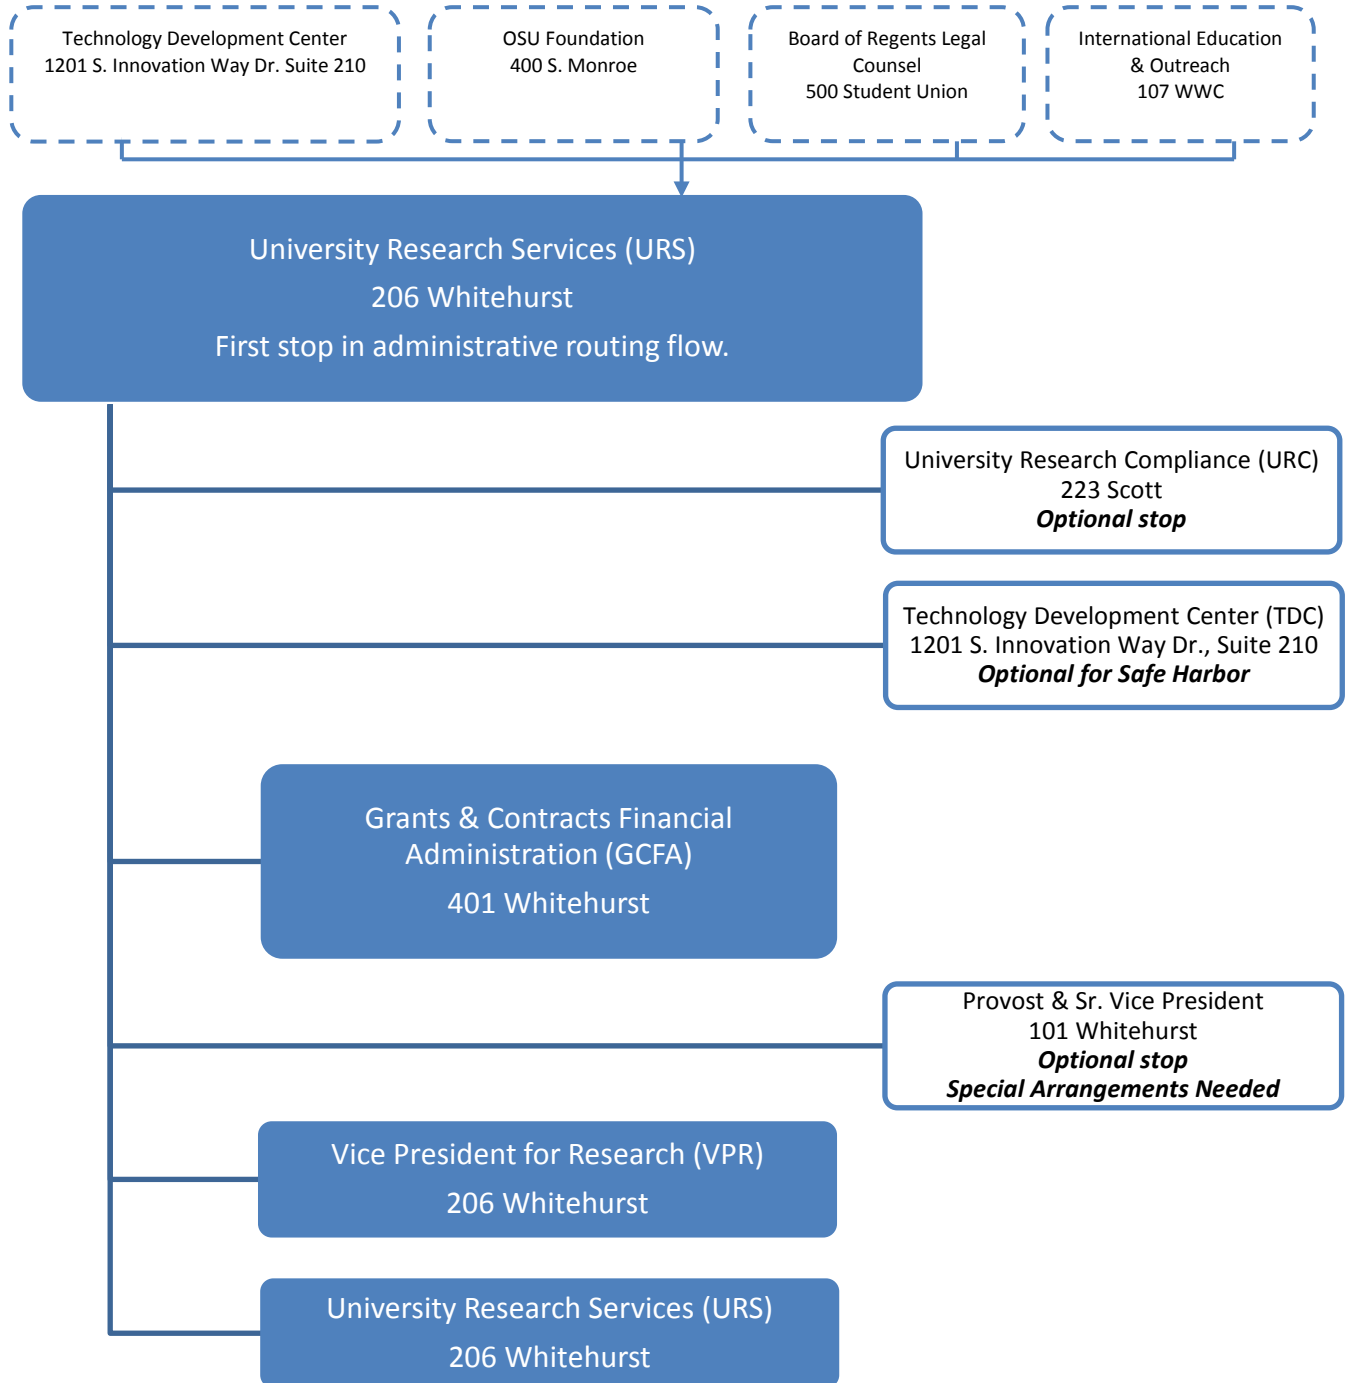 Technology Development Center
1201 S. Innovation Way Dr. Suite 210
OSU Foundation
400 S. Monroe
Board of Regents Legal
Counsel
500 Student Union
International Education
& Outreach
107 WWC
University Research Services (URS)
206 Whitehurst
First stop in administrative routing flow.
University Research Compliance (URC)
223 Scott
Optional stop
Technology Development Center (TDC)
1201 S. Innovation Way Dr., Suite 210
Optional for Safe Harbor
Grants & Contracts Financial
Administration (GCFA)
401 Whitehurst
Provost & Sr. Vice President
101 Whitehurst
Optional stop
Special Arrangements Needed
Vice President for Research (VPR)
206 Whitehurst
University Research Services (URS)
206 Whitehurst